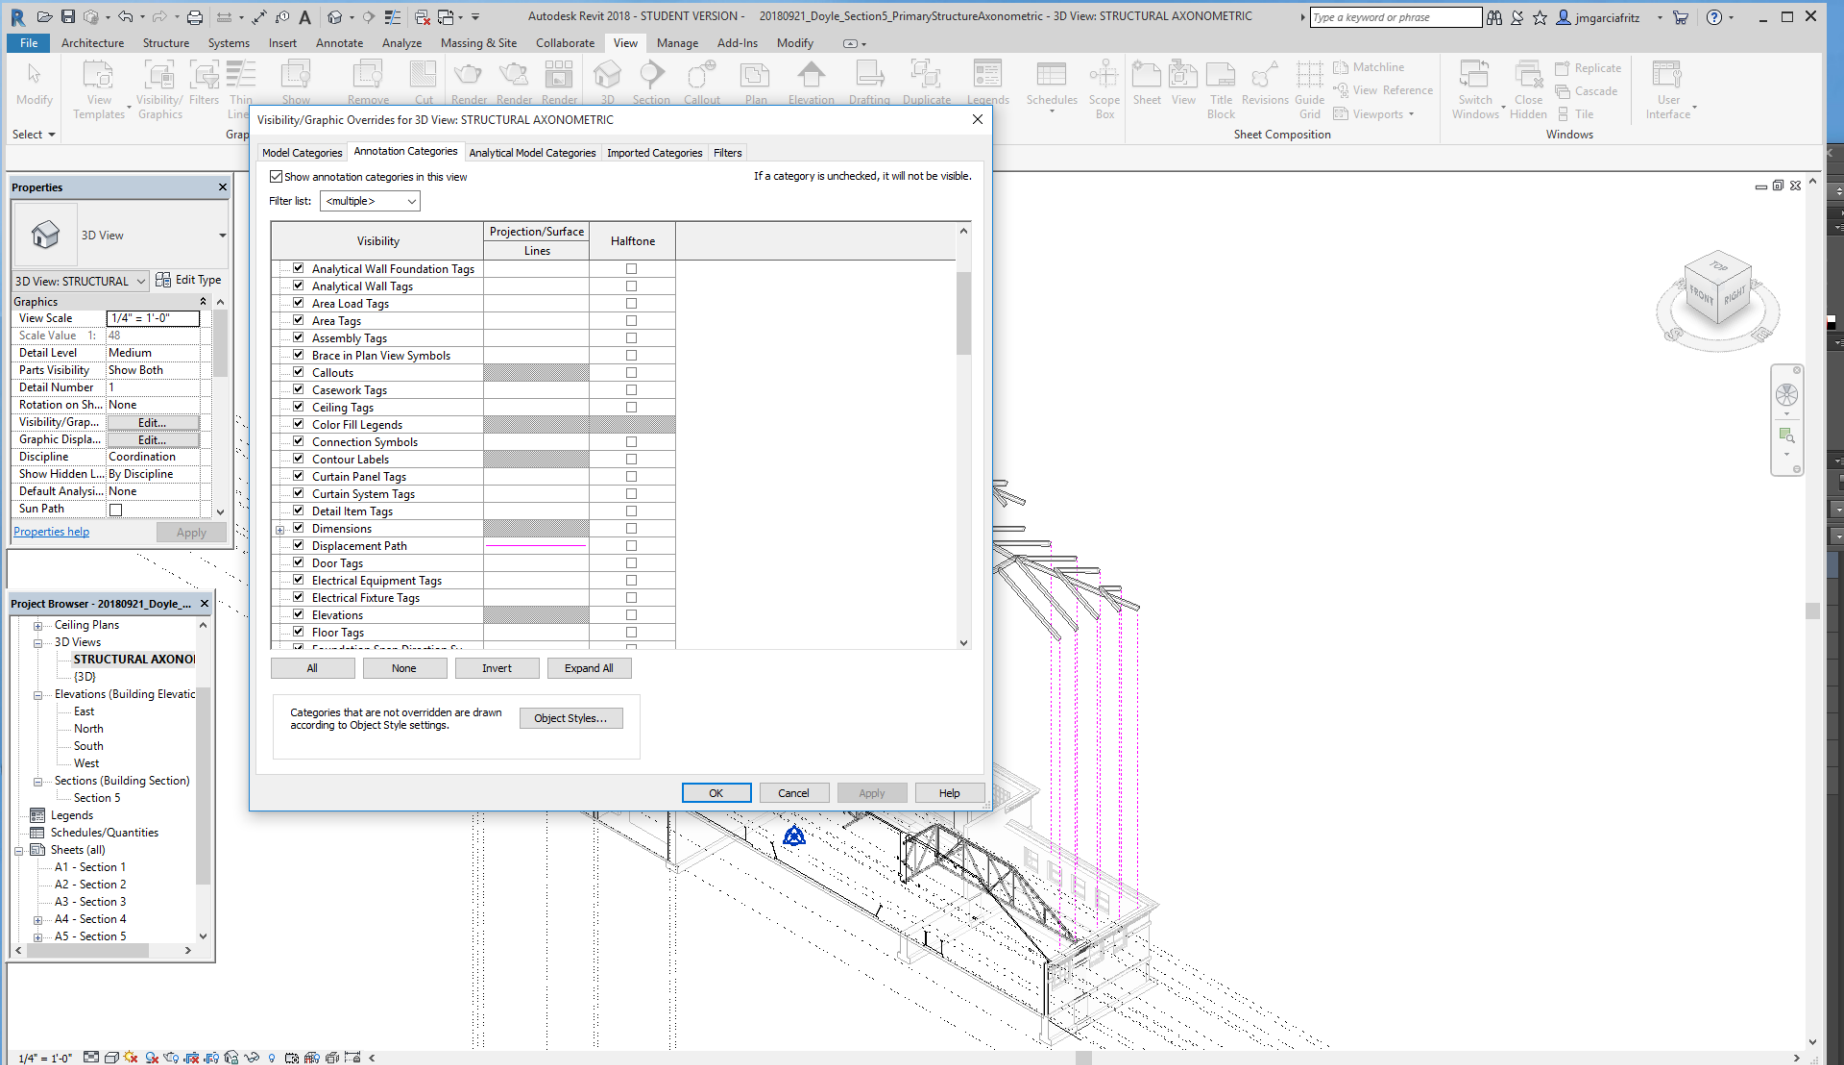 Autodesk Revit 2018 - STUDENT VERSION - 20180921_Doyle_Section5_PrimaryStructureAxonometric - 3D View: STRUCTURAL AXONOMETRIC
Type a keyword or phrase
jmgarciafritz
File Architecture Structure Systems Insert Annotate Analyze Massing & Site Collaborate View Manage Add-Ins Modify
Modify View Templates Visibility/ Graphics Filters Thin Show Remove Cut Render Render Render 3D Section Callout Plan Elevation Drafting Duplicate Legends Schedules Scope Box Sheet View Title Block Revisions Guide Grid Matchline View Reference Viewports Switch Windows Close Hidden Replicate Cascade Tile User Interface
Select
Sheet Composition
Windows
Visibility/Graphic Overrides for 3D View: STRUCTURAL AXONOMETRIC
Model Categories Annotation Categories Analytical Model Categories Imported Categories Filters
Show annotation categories in this view
If a category is unchecked, it will not be visible.
Filter list: <multiple>
Visibility Projection/Surface Lines Halftone
Analytical Wall Foundation Tags
Analytical Wall Tags
Area Load Tags
Area Tags
Assembly Tags
Brace in Plan View Symbols
Callouts
Casework Tags
Ceiling Tags
Color Fill Legends
Connection Symbols
Contour Labels
Curtain Panel Tags
Curtain System Tags
Detail Item Tags
Dimensions
Displacement Path
Door Tags
Electrical Equipment Tags
Electrical Fixture Tags
Elevations
Floor Tags
All None Invert Expand All
Categories that are not overridden are drawn
according to Object Style settings.
Object Styles...
OK Cancel Apply Help
Properties
3D View
3D View: STRUCTURAL Edit Type
Graphics
View Scale 1/4" = 1'-0"
Scale Value 1: 48
Detail Level Medium
Parts Visibility Show Both
Detail Number 1
Rotation on Sh... None
Visibility/Grap... Edit...
Graphic Displa... Edit...
Discipline Coordination
Show Hidden L... By Discipline
Default Analysi... None
Sun Path
Properties help Apply
Project Browser - 20180921_Doyle_...
Ceiling Plans
3D Views
STRUCTURAL AXONO
{3D}
Elevations (Building Elevatic
East
North
South
West
Sections (Building Section)
Section 5
Legends
Schedules/Quantities
Sheets (all)
A1 - Section 1
A2 - Section 2
A3 - Section 3
A4 - Section 4
A5 - Section 5
TOP
FRONT RIGHT
1/4" = 1'-0"